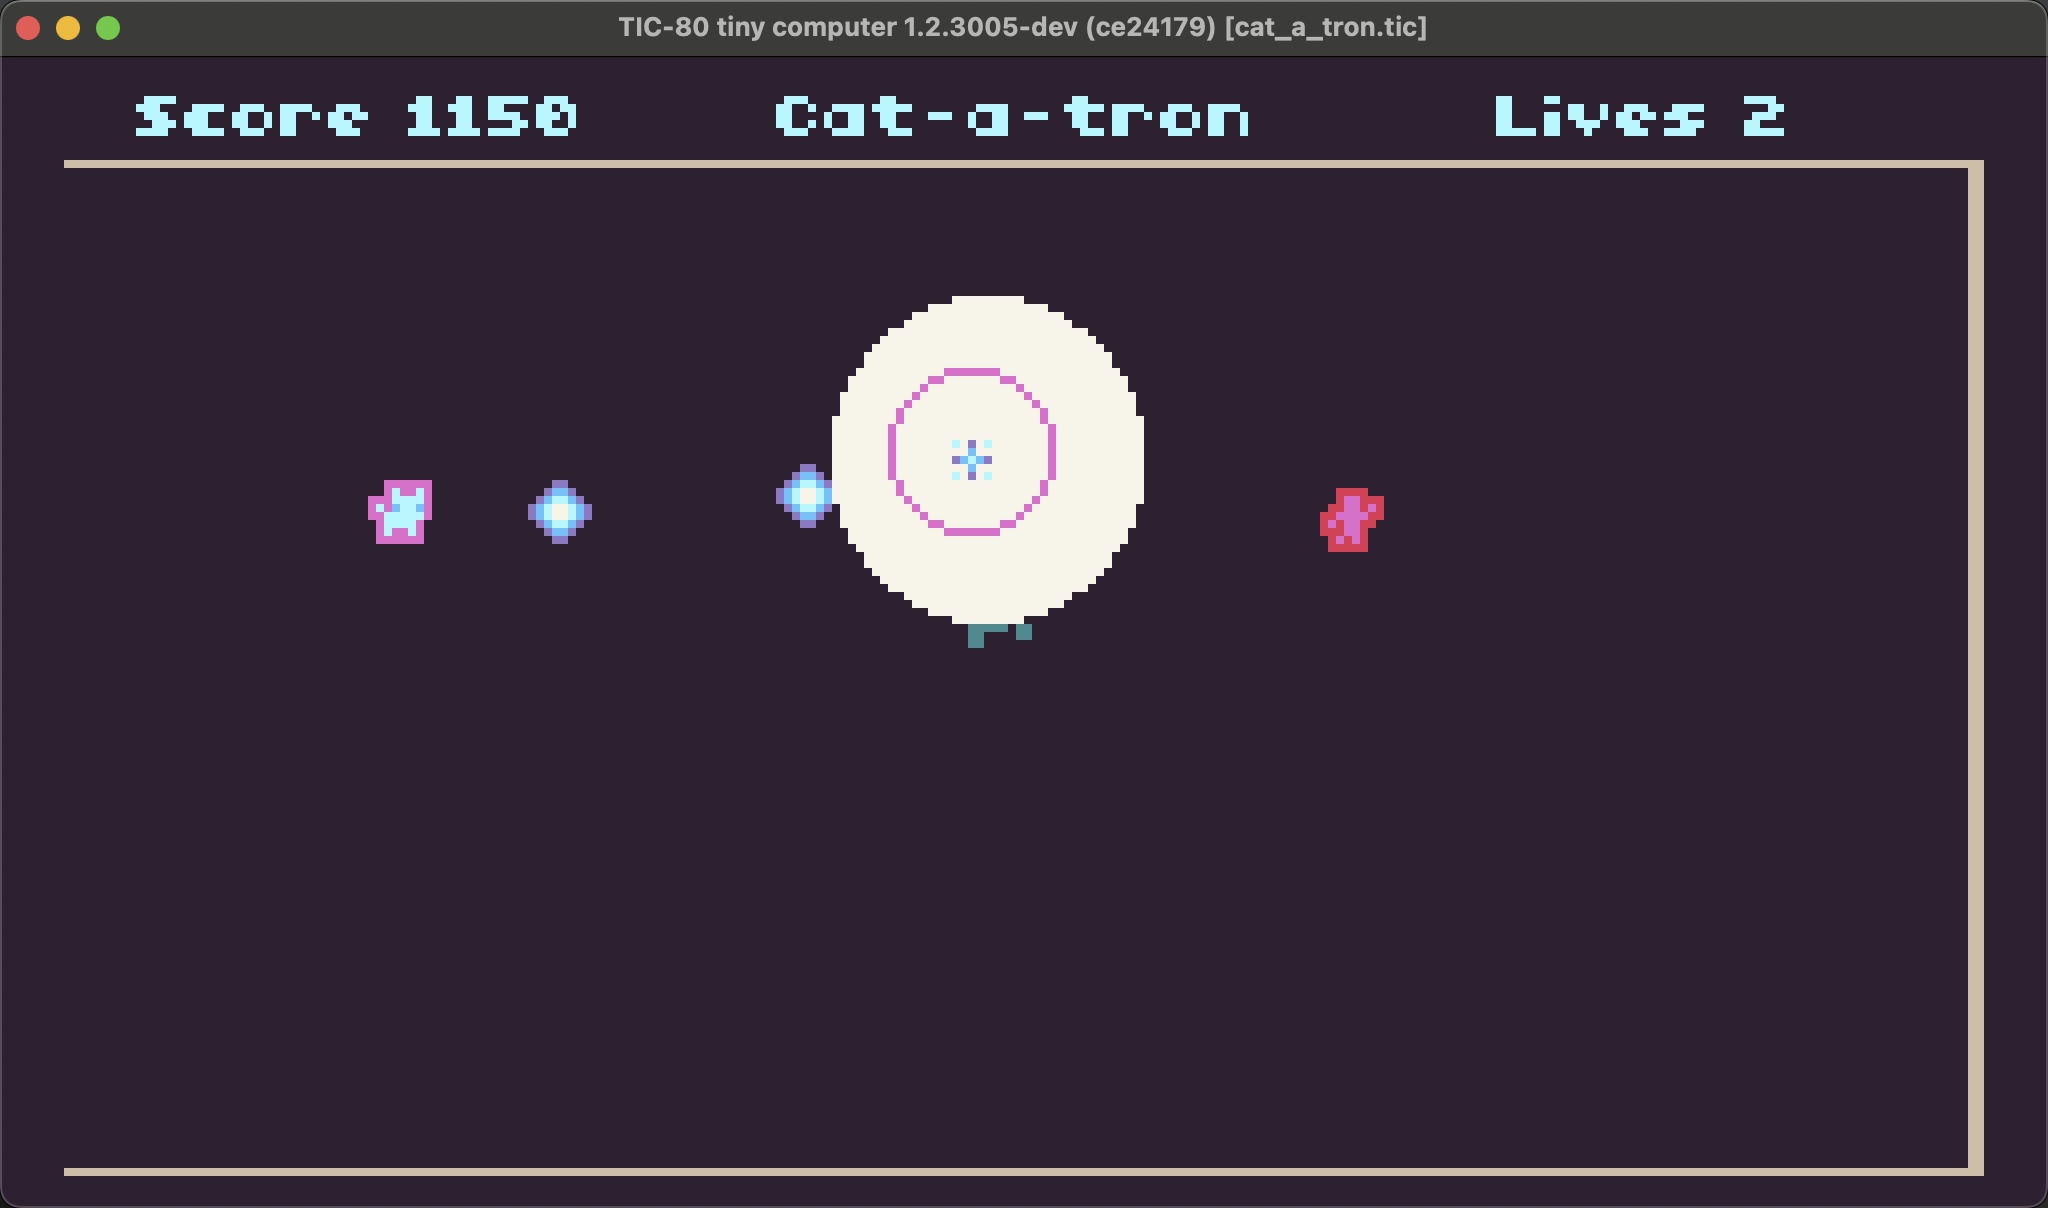 TIC-80 tiny computer 1.2.3005-dev (ce24179) [cat_a_tron.tic]
Score 1150 Cat-a-tron Lives 2